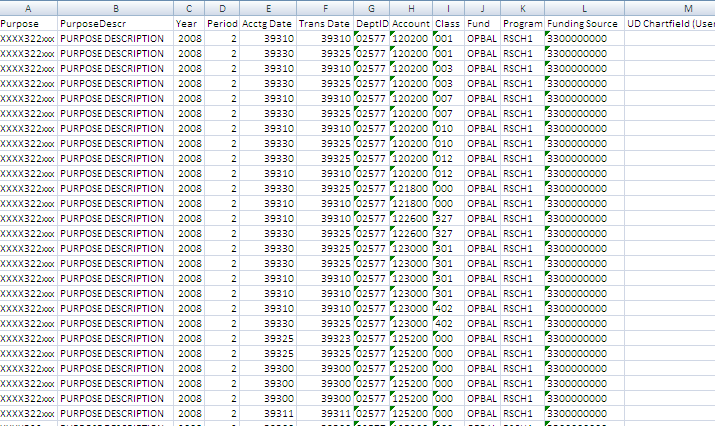 A B C D E F G H I J K L M
Purpose PurposeDescr Year Period Acctg Date Trans Date DeptID Account Class Fund Program Funding Source UD Chartfield (User
XXXX322xxx PURPOSE DESCRIPTION 2008 2 39310 39310 02577 120200 001 OPBAL RSCH1 3300000000
XXXX322xxx PURPOSE DESCRIPTION 2008 2 39330 39325 02577 120200 001 OPBAL RSCH1 3300000000
XXXX322xxx PURPOSE DESCRIPTION 2008 2 39310 39310 02577 120200 003 OPBAL RSCH1 3300000000
XXXX322xxx PURPOSE DESCRIPTION 2008 2 39330 39325 02577 120200 003 OPBAL RSCH1 3300000000
XXXX322xxx PURPOSE DESCRIPTION 2008 2 39310 39310 02577 120200 007 OPBAL RSCH1 3300000000
XXXX322xxx PURPOSE DESCRIPTION 2008 2 39330 39325 02577 120200 007 OPBAL RSCH1 3300000000
XXXX322xxx PURPOSE DESCRIPTION 2008 2 39310 39310 02577 120200 010 OPBAL RSCH1 3300000000
XXXX322xxx PURPOSE DESCRIPTION 2008 2 39330 39325 02577 120200 010 OPBAL RSCH1 3300000000
XXXX322xxx PURPOSE DESCRIPTION 2008 2 39330 39325 02577 120200 012 OPBAL RSCH1 3300000000
XXXX322xxx PURPOSE DESCRIPTION 2008 2 39310 39310 02577 120200 012 OPBAL RSCH1 3300000000
XXXX322xxx PURPOSE DESCRIPTION 2008 2 39330 39325 02577 121800 000 OPBAL RSCH1 3300000000
XXXX322xxx PURPOSE DESCRIPTION 2008 2 39310 39310 02577 121800 000 OPBAL RSCH1 3300000000
XXXX322xxx PURPOSE DESCRIPTION 2008 2 39310 39310 02577 122600 327 OPBAL RSCH1 3300000000
XXXX322xxx PURPOSE DESCRIPTION 2008 2 39330 39325 02577 122600 327 OPBAL RSCH1 3300000000
XXXX322xxx PURPOSE DESCRIPTION 2008 2 39330 39325 02577 123000 301 OPBAL RSCH1 3300000000
XXXX322xxx PURPOSE DESCRIPTION 2008 2 39330 39325 02577 123000 301 OPBAL RSCH1 3300000000
XXXX322xxx PURPOSE DESCRIPTION 2008 2 39310 39310 02577 123000 301 OPBAL RSCH1 3300000000
XXXX322xxx PURPOSE DESCRIPTION 2008 2 39310 39310 02577 123000 301 OPBAL RSCH1 3300000000
XXXX322xxx PURPOSE DESCRIPTION 2008 2 39310 39310 02577 123000 402 OPBAL RSCH1 3300000000
XXXX322xxx PURPOSE DESCRIPTION 2008 2 39330 39325 02577 123000 402 OPBAL RSCH1 3300000000
XXXX322xxx PURPOSE DESCRIPTION 2008 2 39325 39323 02577 125200 000 OPBAL RSCH1 3300000000
XXXX322xxx PURPOSE DESCRIPTION 2008 2 39325 39325 02577 125200 000 OPBAL RSCH1 3300000000
XXXX322xxx PURPOSE DESCRIPTION 2008 2 39300 39300 02577 125200 000 OPBAL RSCH1 3300000000
XXXX322xxx PURPOSE DESCRIPTION 2008 2 39300 39300 02577 125200 000 OPBAL RSCH1 3300000000
XXXX322xxx PURPOSE DESCRIPTION 2008 2 39300 39300 02577 125200 000 OPBAL RSCH1 3300000000
XXXX322xxx PURPOSE DESCRIPTION 2008 2 39311 39311 02577 125200 000 OPBAL RSCH1 3300000000